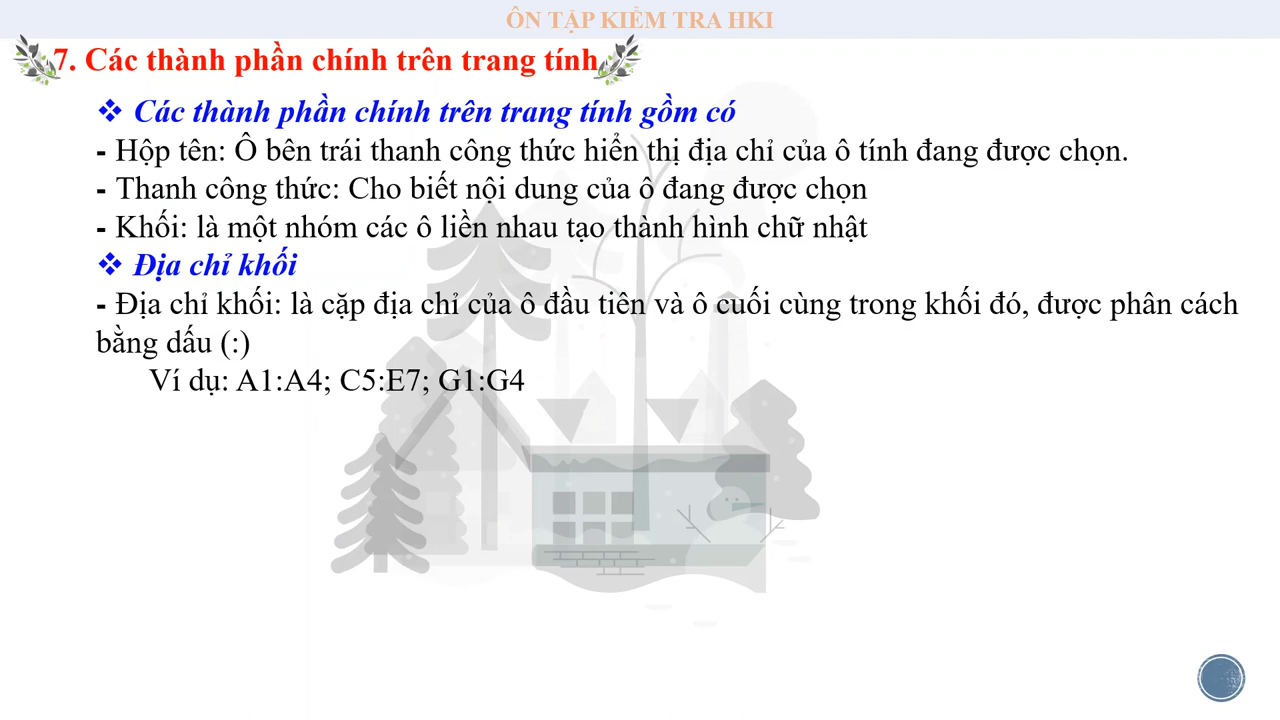 ÔN TẬP KIỂM TRA HKI
7. Các thành phần chính trên trang tính
❖ Các thành phần chính trên trang tính gồm có
- Hộp tên: Ô bên trái thanh công thức hiển thị địa chỉ của ô tính đang được chọn.
- Thanh công thức: Cho biết nội dung của ô đang được chọn
- Khối: là một nhóm các ô liền nhau tạo thành hình chữ nhật
❖ Địa chỉ khối
- Địa chỉ khối: là cặp địa chỉ của ô đầu tiên và ô cuối cùng trong khối đó, được phân cách
bằng dấu (:)
Ví dụ: A1:A4; C5:E7; G1:G4